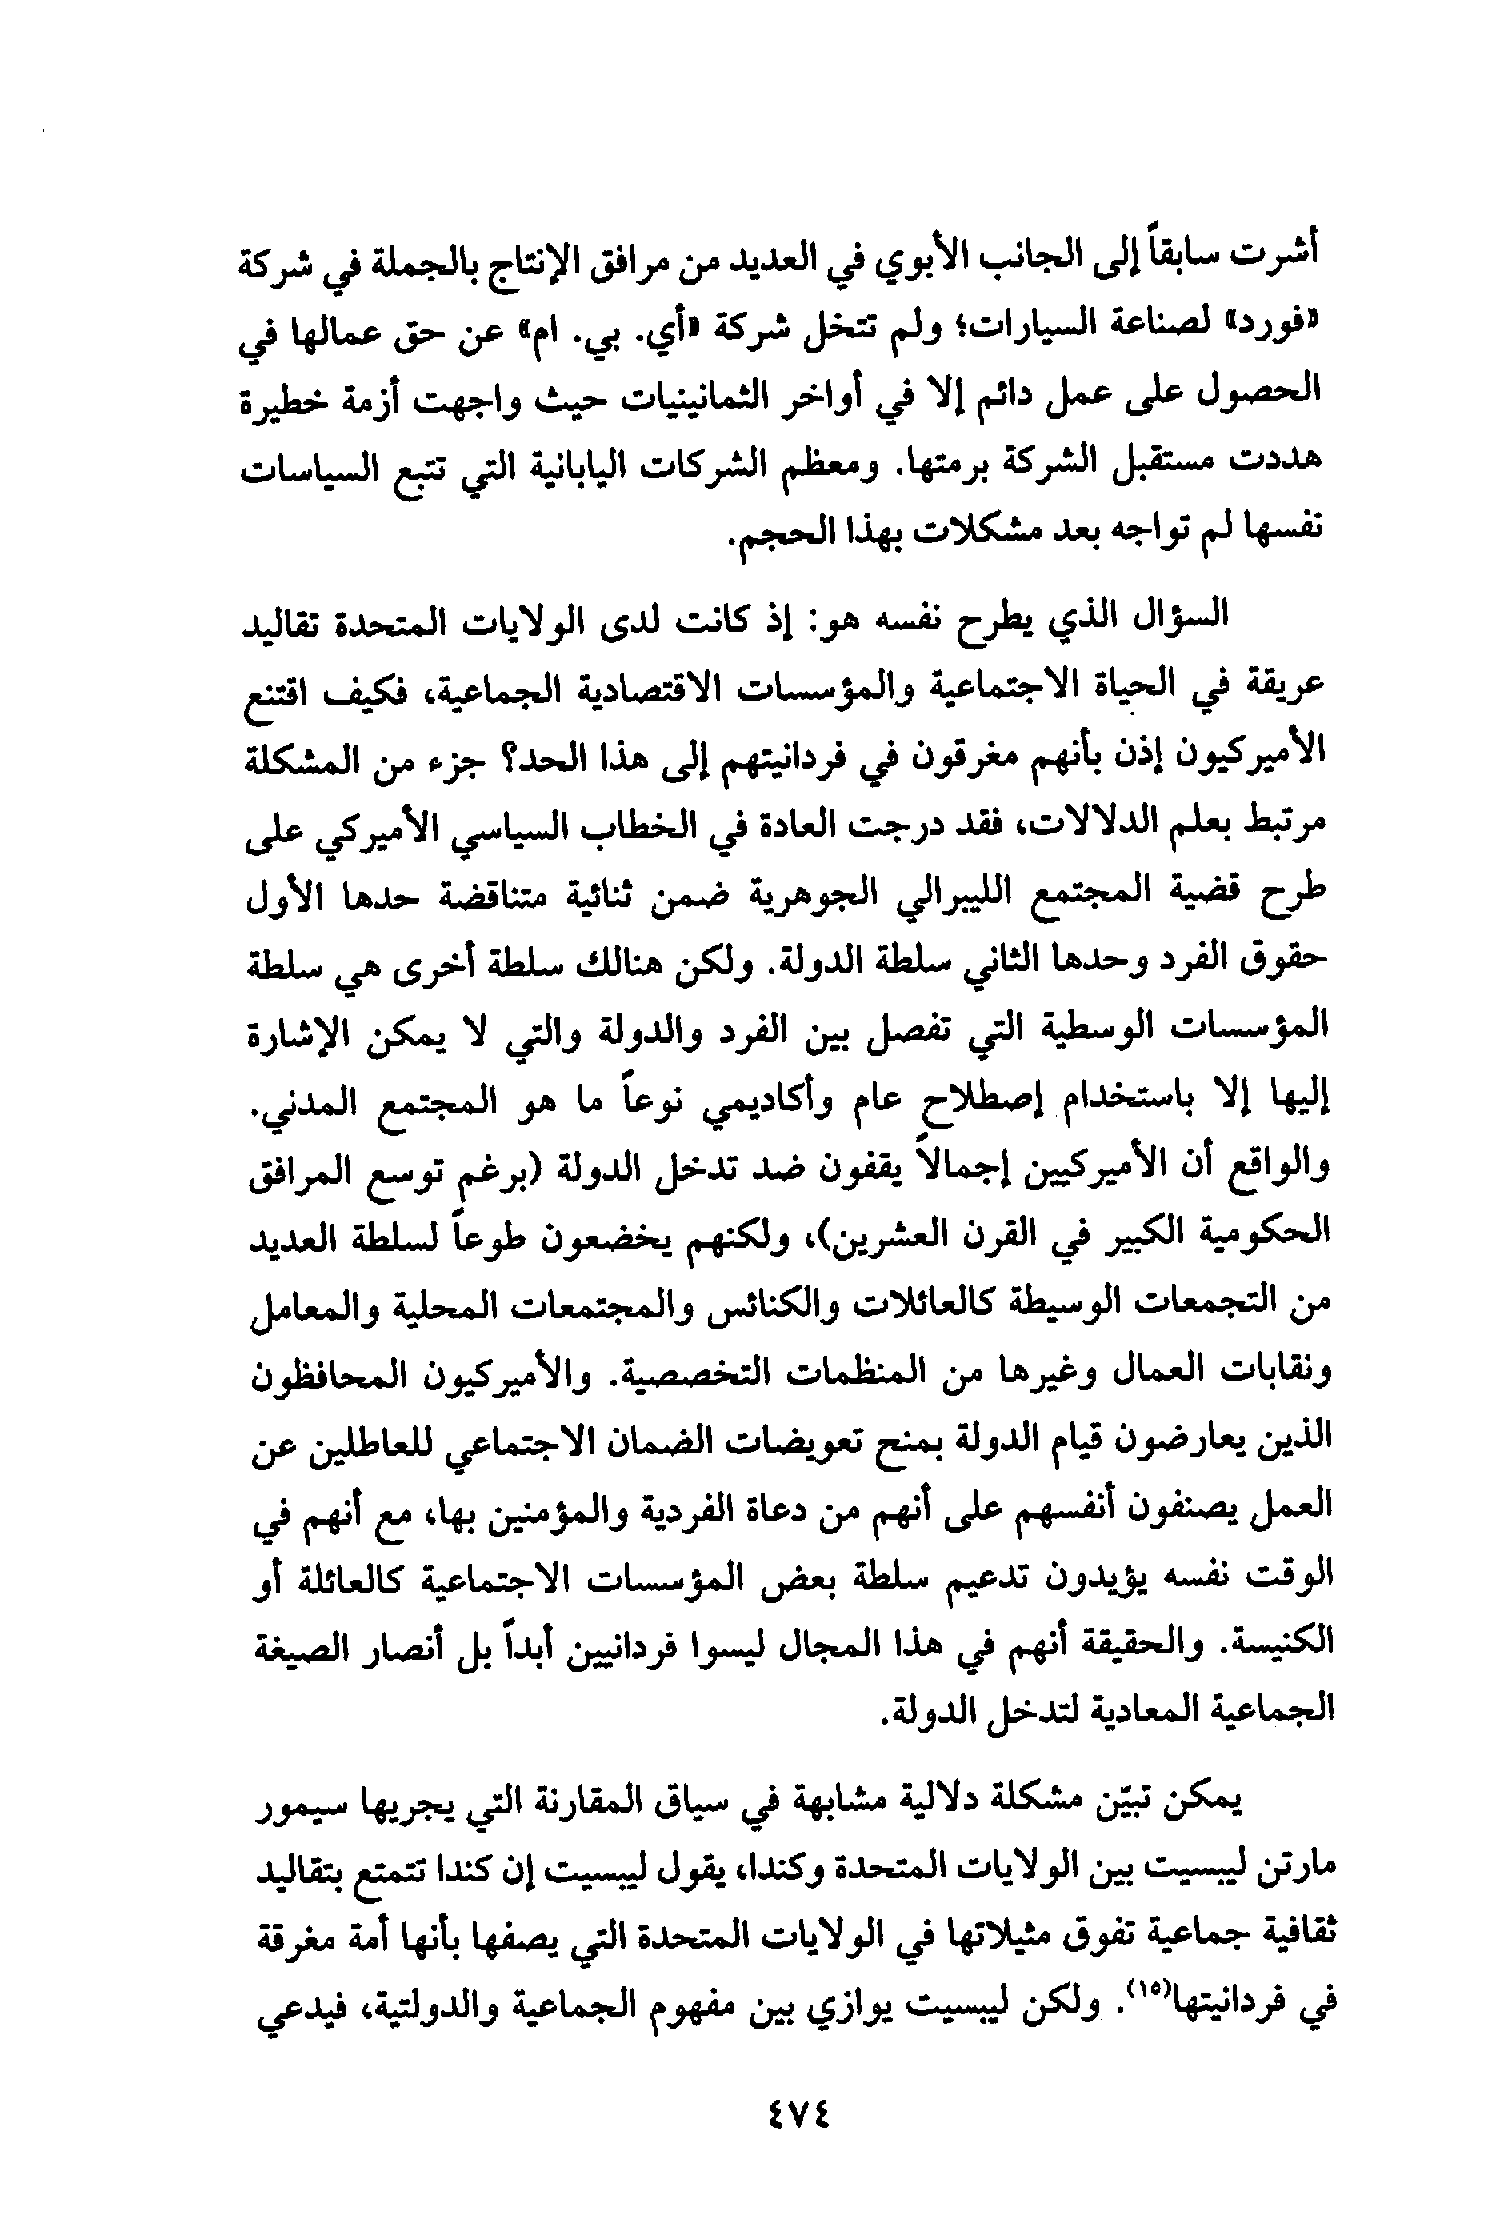 أشرت سابقاً إلى الجانب الأبوي في العديد من مرافق الإنتاج بالجملة في شركة
«فورد» لصناعة السيارات؛ ولم تتخل شركة «أي. بي. ام» عن حق عمالها في
الحصول على عمل دائم إلا في أواخر الثمانينيات حيث واجهت أزمة خطيرة
هددت مستقبل الشركة برمتها. ومعظم الشركات اليابانية التي تتبع السياسات
نفسها لم تواجه بعد مشكلات بهذا الحجم.
السؤال الذي يطرح نفسه هو: إذ كانت لدى الولايات المتحدة تقاليد
عريقة في الحياة الاجتماعية والمؤسسات الاقتصادية الجماعية، فكيف اقتنع
الأميركيون إذن بأنهم مغرقون في فردانيتهم إلى هذا الحد؟ جزء من المشكلة
مرتبط بعلم الدلالات، فقد درجت العادة في الخطاب السياسي الأميركي على
طرح قضية المجتمع الليبرالي الجوهرية ضمن ثنائية متناقضة حدها الأول
حقوق الفرد وحدها الثاني سلطة الدولة. ولكن هنالك سلطة أخرى هي سلطة
المؤسسات الوسطية التي تفصل بين الفرد والدولة والتي لا يمكن الإشارة
إليها إلا باستخدام إصطلاح عام وأكاديمي نوعاً ما هو المجتمع المدني.
والواقع أن الأميركيين إجمالاً يقفون ضد تدخل الدولة (برغم توسع المرافق
الحكومية الكبير في القرن العشرين)، ولكنهم يخضعون طوعاً لسلطة العديد
من التجمعات الوسيطة كالعائلات والكنائس والمجتمعات المحلية والمعامل
ونقابات العمال وغيرها من المنظمات التخصصية. والأميركيون المحافظون
الذين يعارضون قيام الدولة بمنح تعويضات الضمان الاجتماعي للعاطلين عن
العمل يصنفون أنفسهم على أنهم من دعاة الفردية والمؤمنين بها، مع أنهم في
الوقت نفسه يؤيدون تدعيم سلطة بعض المؤسسات الاجتماعية كالعائلة أو
الكنيسة. والحقيقة أنهم في هذا المجال ليسوا فردانيين أبداً بل أنصار الصيغة
الجماعية المعادية لتدخل الدولة.
يمكن تبيّن مشكلة دلالية مشابهة في سياق المقارنة التي يجريها سيمور
مارتن ليبسيت بين الولايات المتحدة وكندا، يقول ليبسيت إن كندا تتمتع بتقاليد
ثقافية جماعية تفوق مثيلاتها في الولايات المتحدة التي يصفها بأنها أمة مغرقة
في فردانيتها(١٥). ولكن ليبسيت يوازي بين مفهوم الجماعية والدولتية، فيدعي
٤٧٤